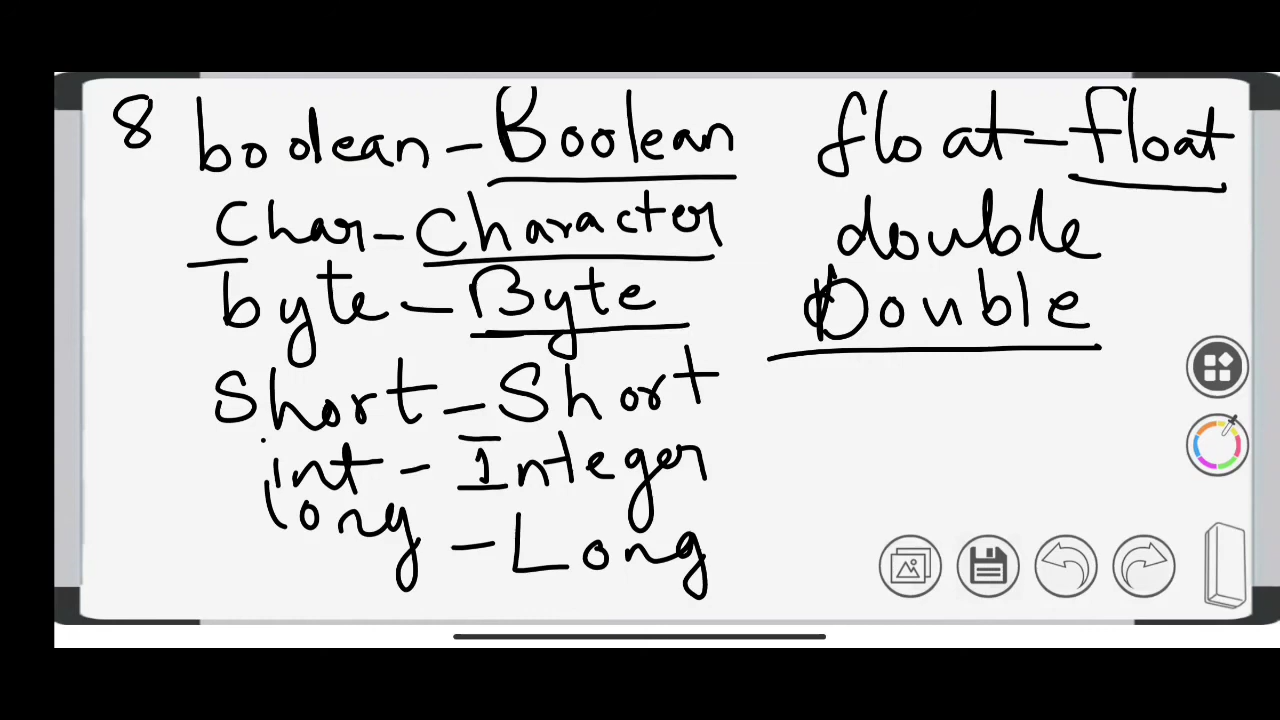 8 boolean - Boolean
Char - Character
byte - Byte
Short - Short
int - Integer
long - Long
float - float
double
Double